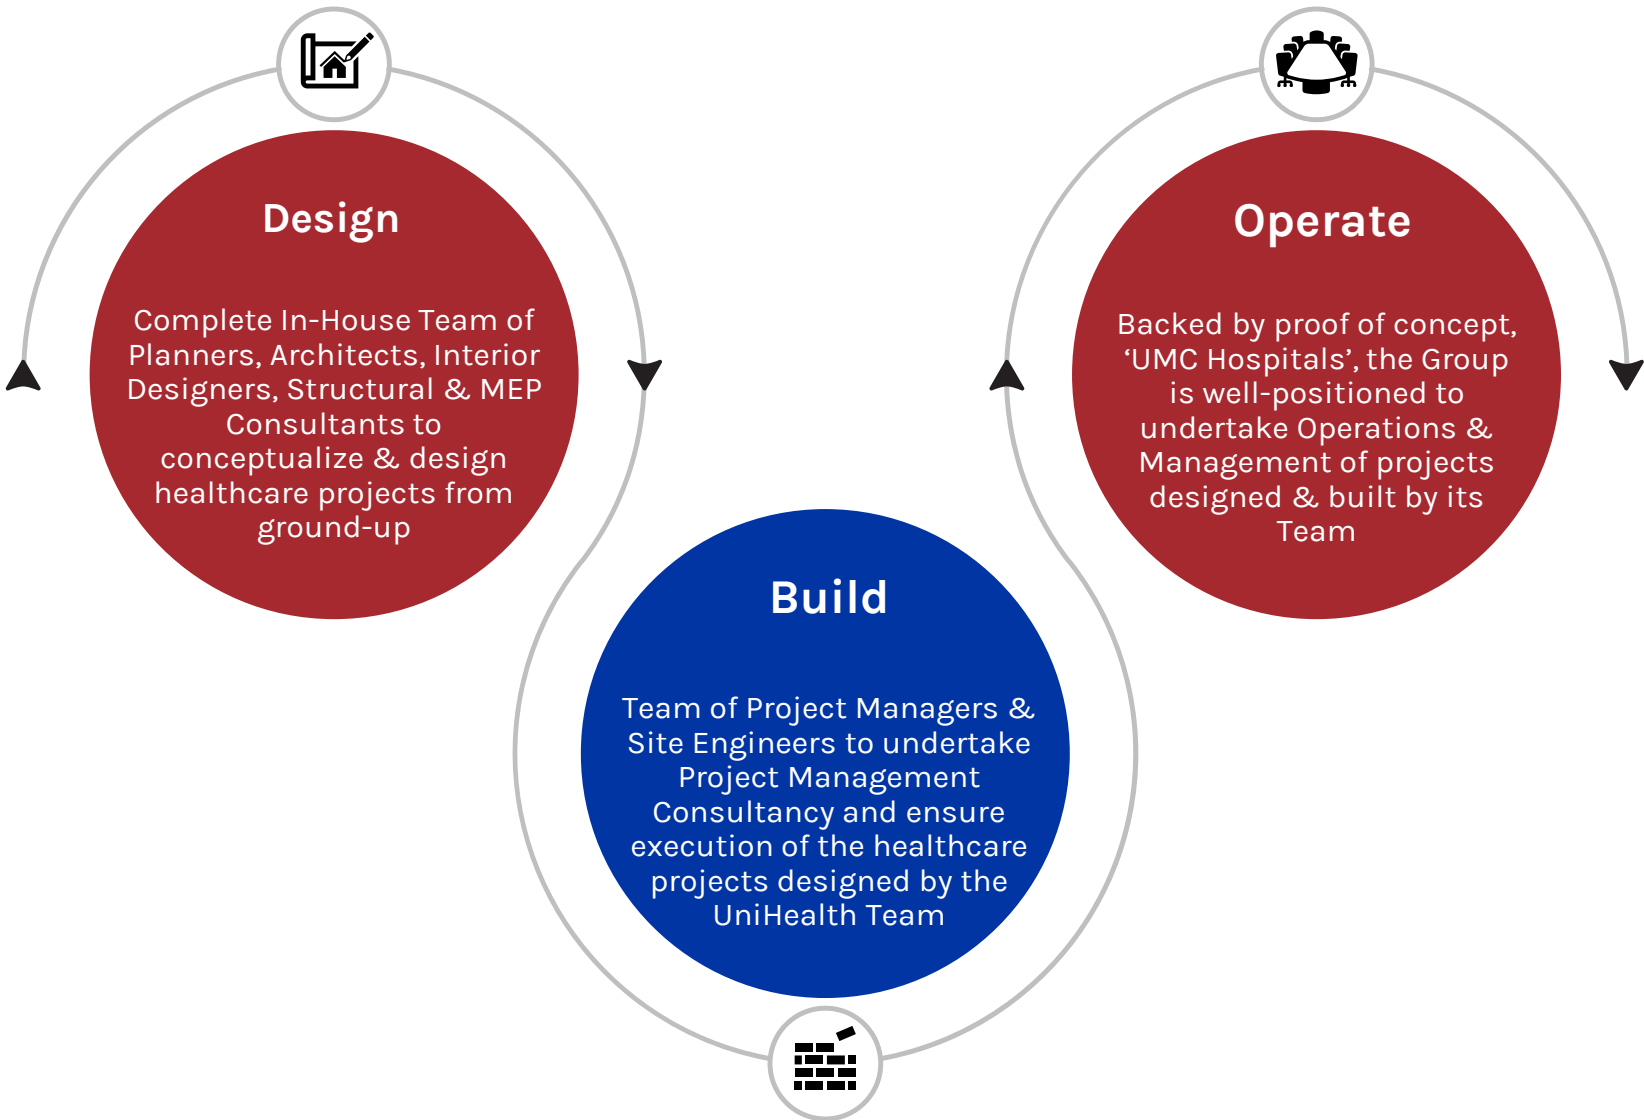 Design
Complete In-House Team of
Planners, Architects, Interior
Designers, Structural & MEP
Consultants to
conceptualize & design
healthcare projects from
ground-up
Build
Team of Project Managers &
Site Engineers to undertake
Project Management
Consultancy and ensure
execution of the healthcare
projects designed by the
UniHealth Team
Operate
Backed by proof of concept,
‘UMC Hospitals’, the Group
is well-positioned to
undertake Operations &
Management of projects
designed & built by its
Team